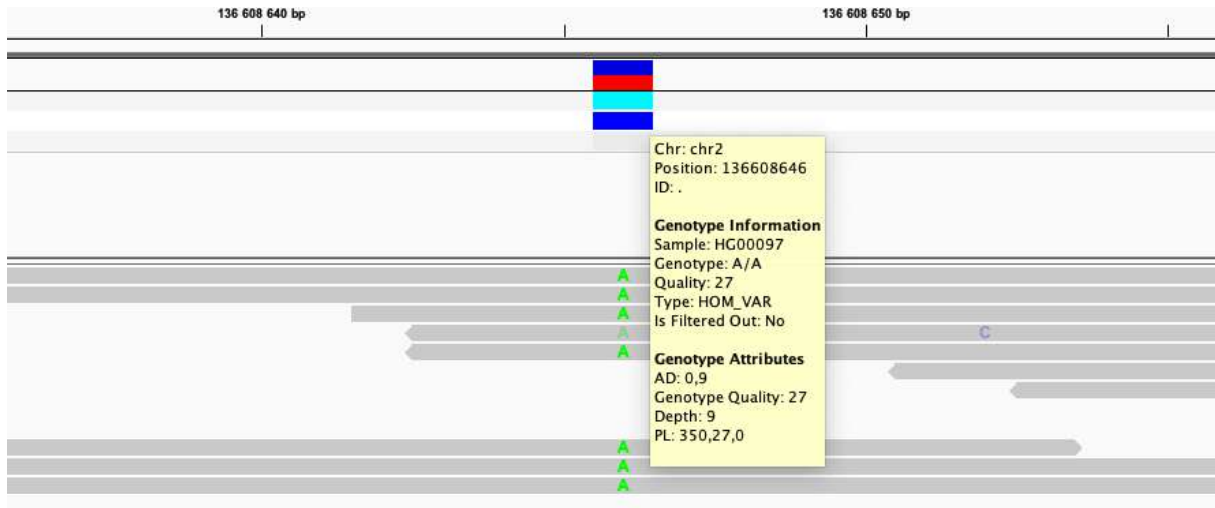 136 608 640 bp
136 608 650 bp
Chr: chr2
Position: 136608646
ID: .
Genotype Information
Sample: HG00097
Genotype: A/A
Quality: 27
Type: HOM_VAR
Is Filtered Out: No
Genotype Attributes
AD: 0,9
Genotype Quality: 27
Depth: 9
PL: 350,27,0
A
A
A
A
C
A
A
A
A